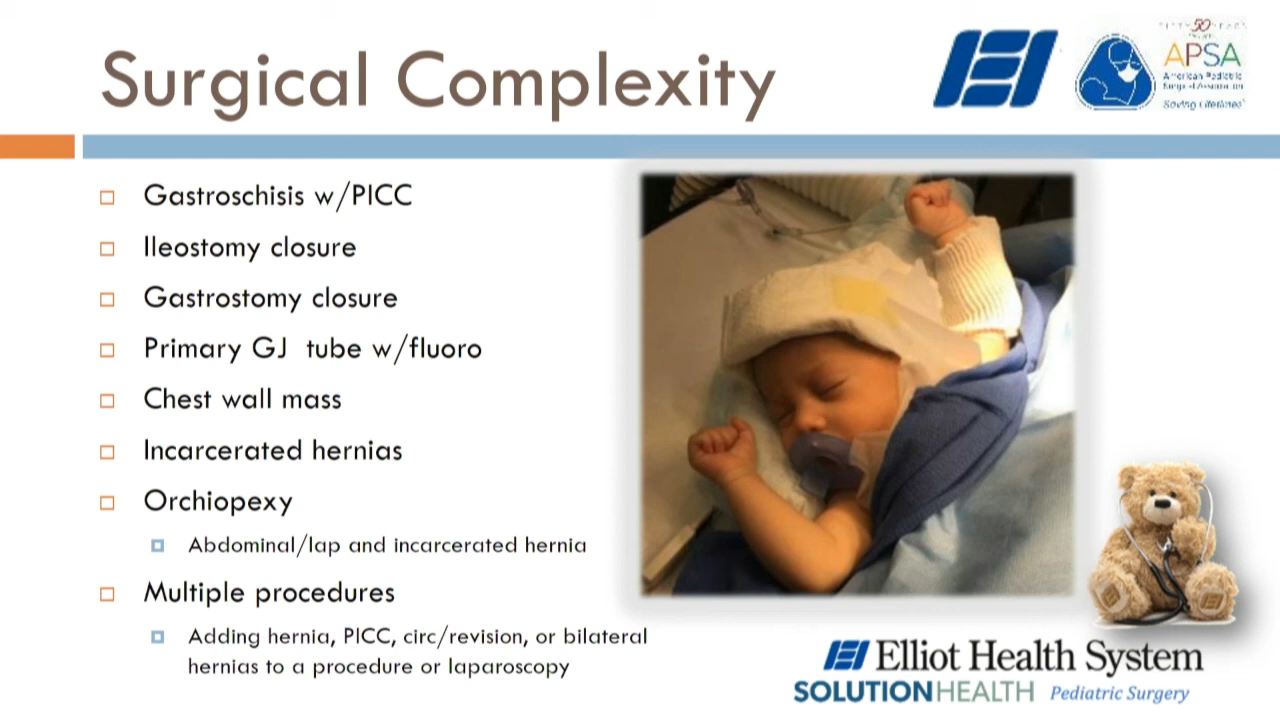 Surgical Complexity
50
APSA
American Pediatric
Surgical Association
Saving Lifetimes
Gastroschisis w/PICC
Ileostomy closure
Gastrostomy closure
Primary GJ tube w/fluoro
Chest wall mass
Incarcerated hernias
Orchiopexy
Abdominal/lap and incarcerated hernia
Multiple procedures
Adding hernia, PICC, circ/revision, or bilateral
hernias to a procedure or laparoscopy
Elliot Health System
SOLUTIONHEALTH Pediatric Surgery